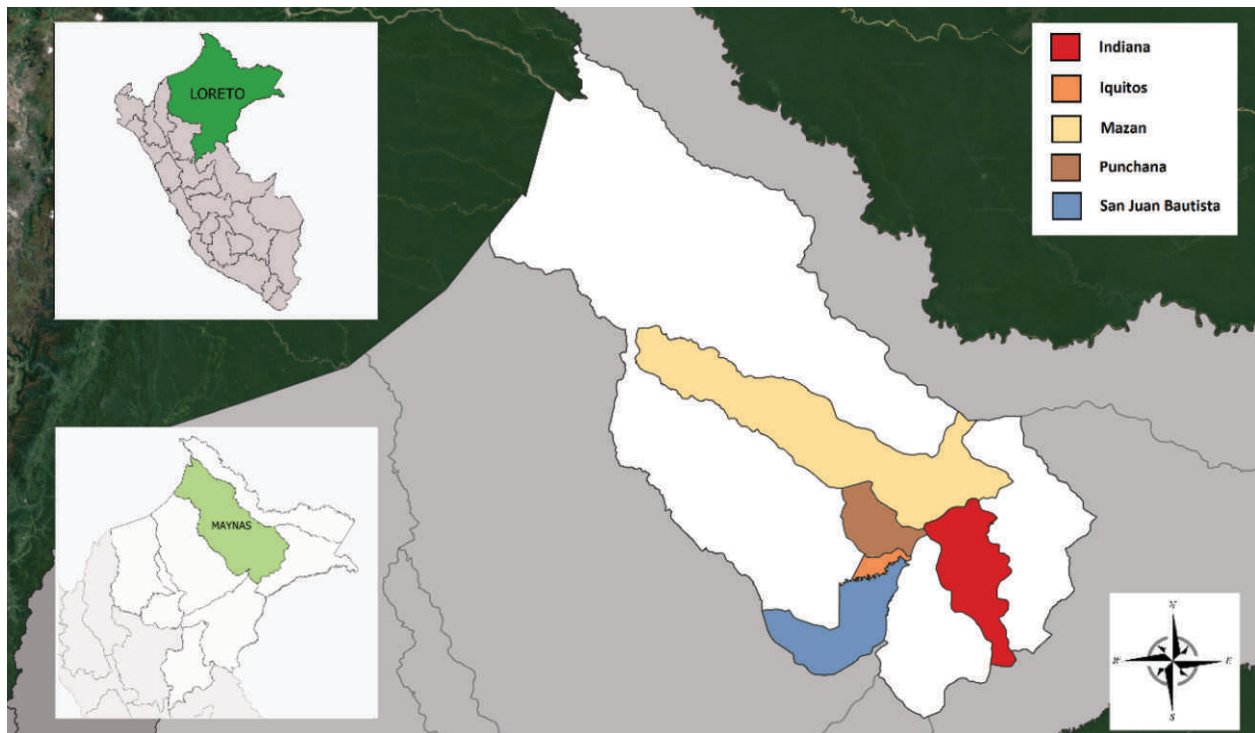 LORETO
MAYNAS
Indiana
Iquitos
Mazan
Punchana
San Juan Bautista
N
W
E
S